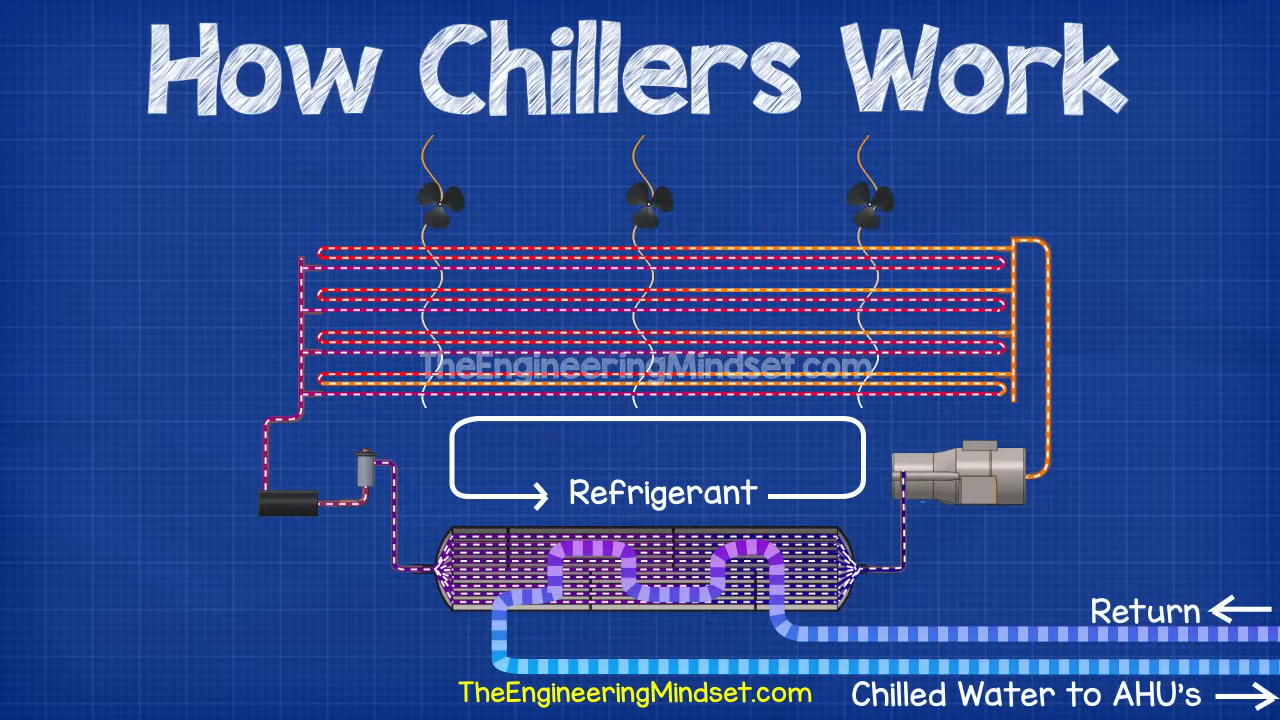 How Chillers Work
TheEngineeringMindset.com
Refrigerant
Return
TheEngineeringMindset.com
Chilled Water to AHU's